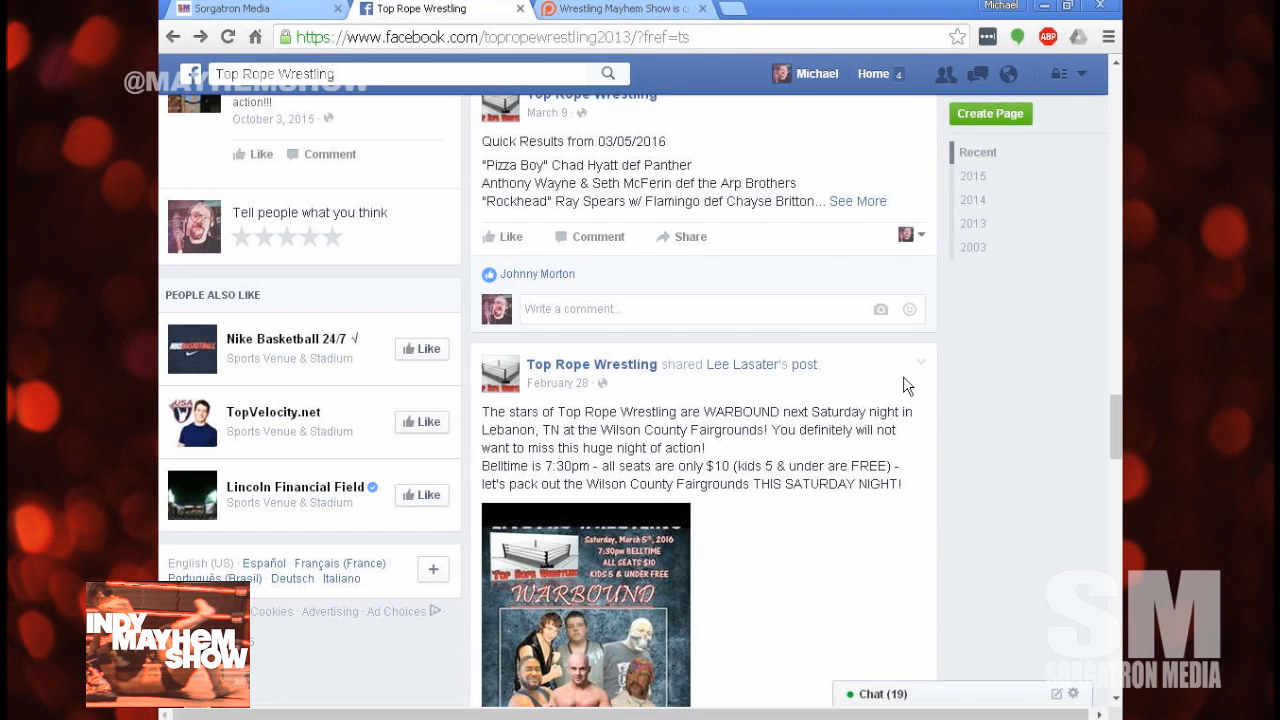 Sorgatron Media
Top Rope Wrestling
Wrestling Mayhem Show is c
Michael
https://www.facebook.com/topropewrestling2013/?fref=ts
ABP
@MAYHEMSHOW
Top Rope Wrestling
Michael
Home 4
action!!!
October 3, 2015
Like Comment
Tell people what you think
PEOPLE ALSO LIKE
Nike Basketball 24/7 √
Sports Venue & Stadium
Like
TopVelocity.net
Sports Venue & Stadium
Like
Lincoln Financial Field
Sports Venue & Stadium
Like
English (US) · Español · Français (France) ·
Português (Brasil) · Deutsch · Italiano
Cookies · Advertising · Ad Choices
INDY
MAYHEM
SHOW
Top Rope Wrestling
March 9
Quick Results from 03/05/2016
"Pizza Boy" Chad Hyatt def Panther
Anthony Wayne & Seth McFerin def the Arp Brothers
"Rockhead" Ray Spears w/ Flamingo def Chayse Britton... See More
Like Comment Share
Johnny Morton
Write a comment...
Top Rope Wrestling shared Lee Lasater's post.
February 28
The stars of Top Rope Wrestling are WARBOUND next Saturday night in
Lebanon, TN at the Wilson County Fairgrounds! You definitely will not
want to miss this huge night of action!
Belltime is 7:30pm - all seats are only $10 (kids 5 & under are FREE) -
let's pack out the Wilson County Fairgrounds THIS SATURDAY NIGHT!
Saturday, March 5th, 2016
7:30pm BELLTIME
ALL SEATS $10
KIDS 5 & UNDER FREE
TOP ROPE WRESTLING
WARBOUND
Create Page
Recent
2015
2014
2013
2003
Chat (19)
SM
SORGATRON MEDIA